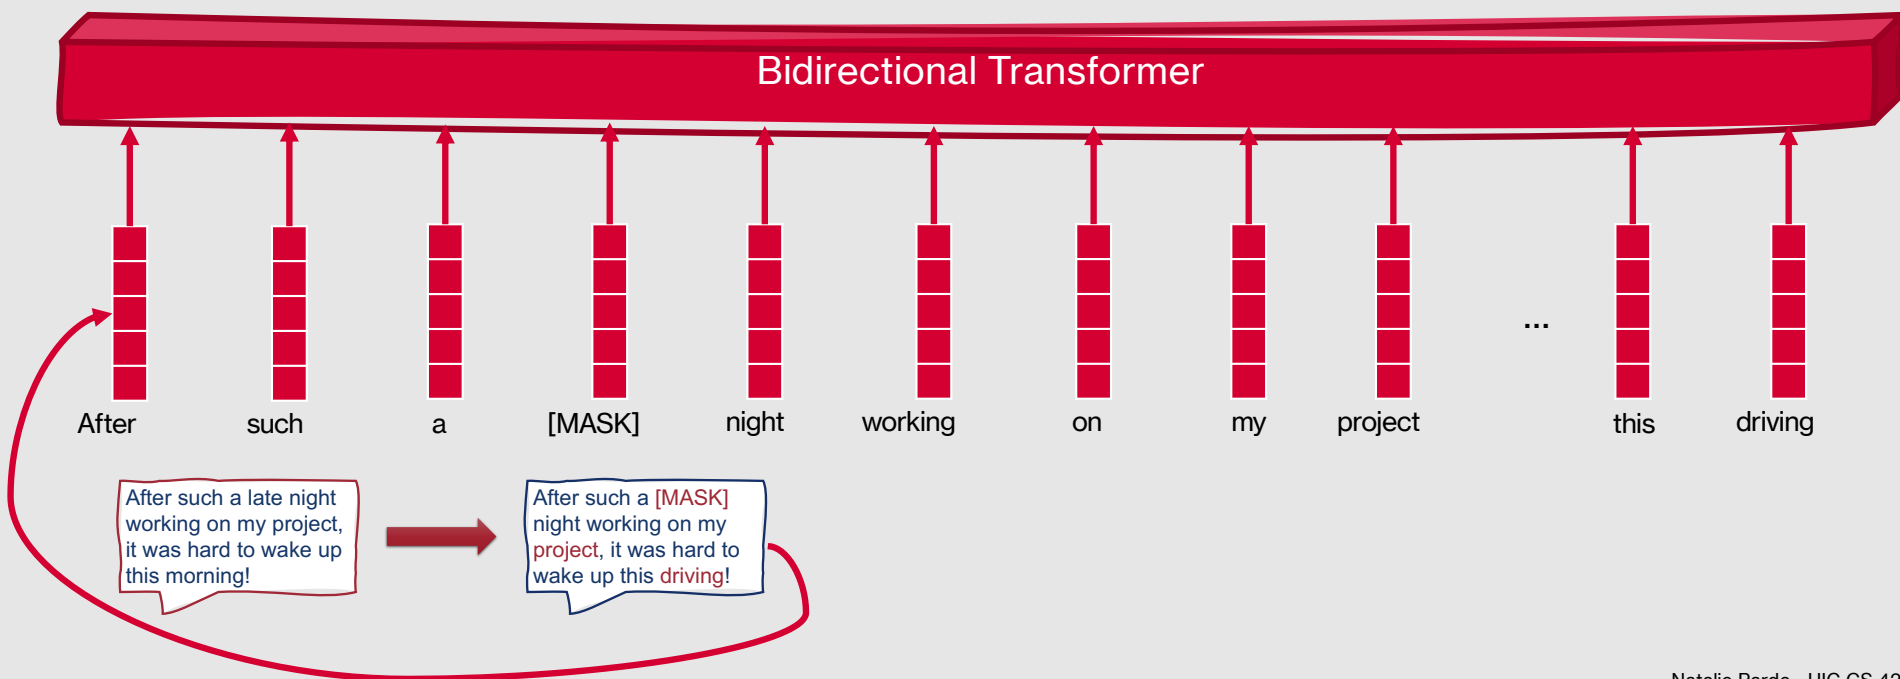 Bidirectional Transformer
After such a [MASK] night working on my project ... this driving
After such a late night
working on my project,
it was hard to wake up
this morning!
After such a [MASK]
night working on my
project, it was hard to
wake up this driving!